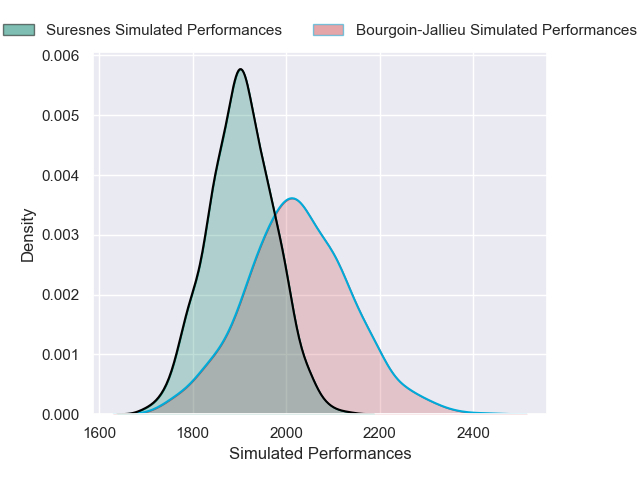 Suresnes Simulated Performances
Bourgoin-Jallieu Simulated Performances
0.006
0.005
0.004
0.003
0.002
0.001
0.000
Density
1600 1800 2000 2200 2400
Simulated Performances